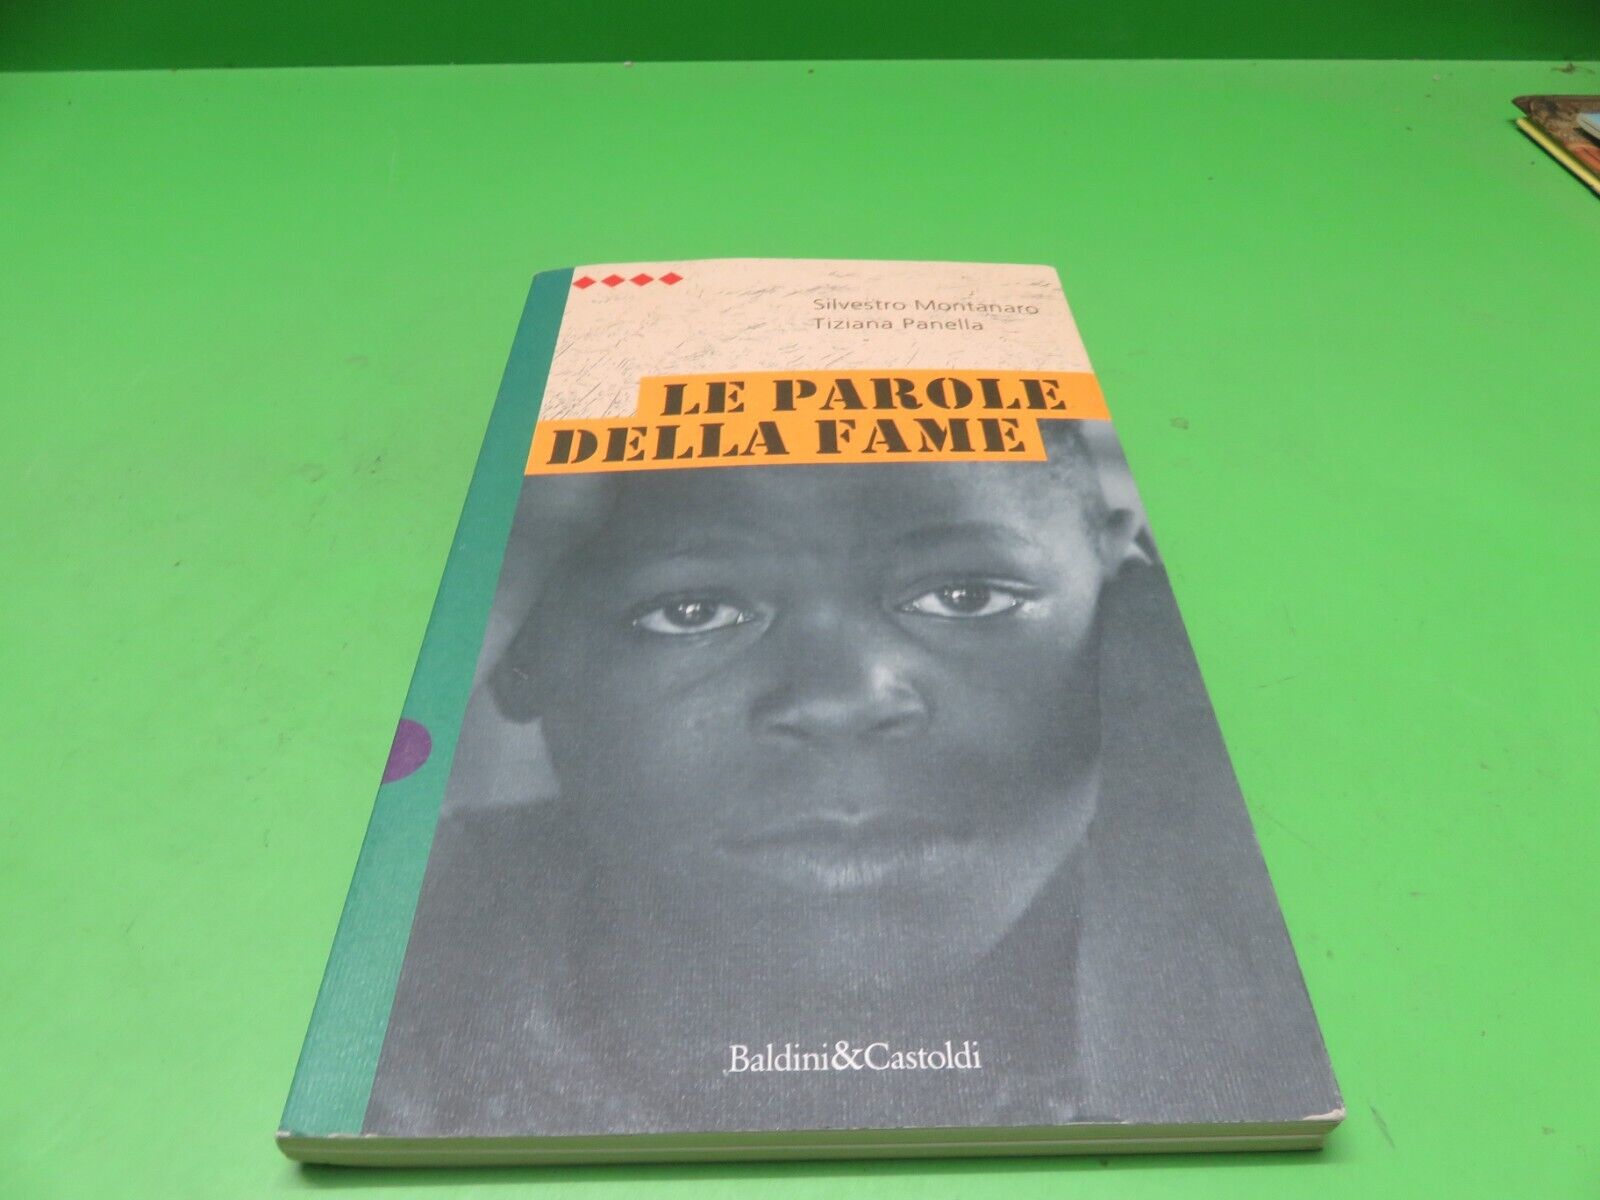 Silvestro Montanaro
Tiziana Panella
LE PAROLE
DELLA FAME
Baldini&Castoldi